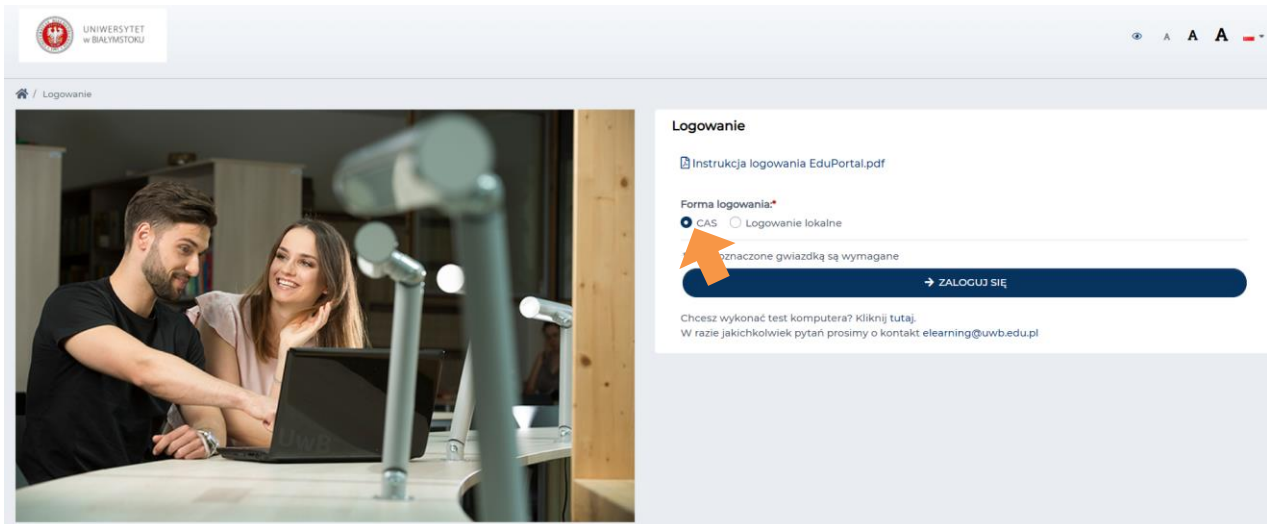 UNIWERSYTET
w BIAŁYMSTOKU
A A A
/ Logowanie
Logowanie
Instrukcja logowania EduPortal.pdf
Forma logowania:*
CAS Logowanie lokalne
oznaczone gwiazdką są wymagane
→ ZALOGUJ SIĘ
Chcesz wykonać test komputera? Kliknij tutaj.
W razie jakichkolwiek pytań prosimy o kontakt elearning@uwb.edu.pl
UwB